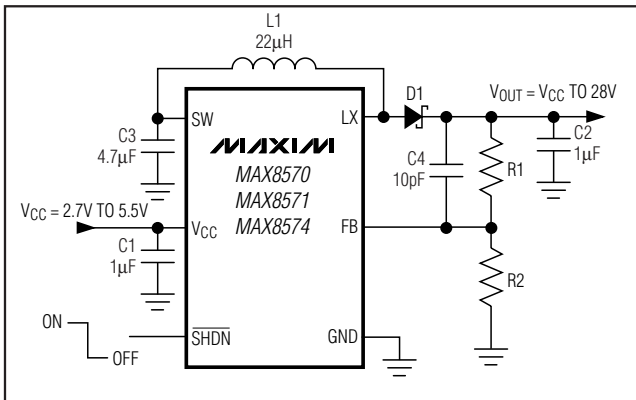 L1
22µH
D1
VOUT = VCC TO 28V
SW
LX
C3
4.7µF
MAXIM
MAX8570
MAX8571
MAX8574
C4
10pF
R1
C2
1µF
VCC = 2.7V TO 5.5V
VCC
FB
C1
1µF
R2
ON
OFF
SHDN
GND